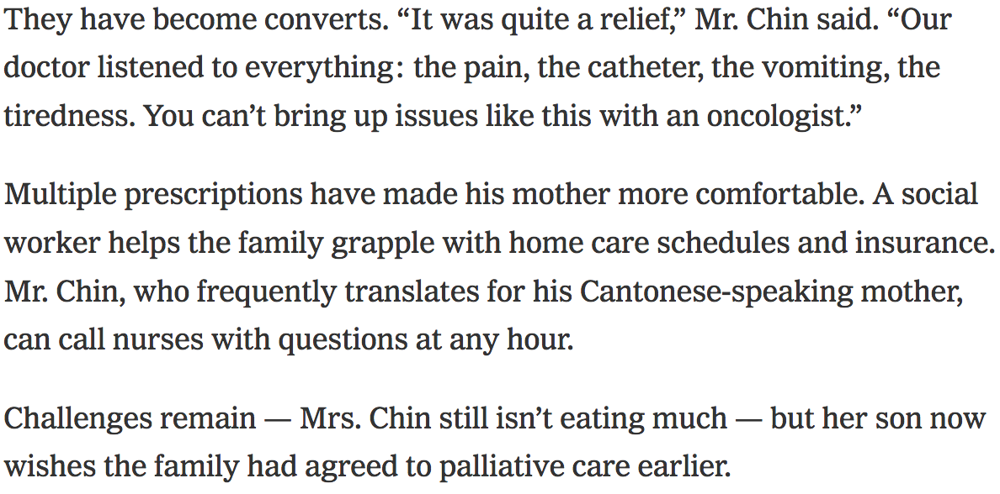 They have become converts. “It was quite a relief,” Mr. Chin said. “Our
doctor listened to everything: the pain, the catheter, the vomiting, the
tiredness. You can’t bring up issues like this with an oncologist.”
Multiple prescriptions have made his mother more comfortable. A social
worker helps the family grapple with home care schedules and insurance.
Mr. Chin, who frequently translates for his Cantonese-speaking mother,
can call nurses with questions at any hour.
Challenges remain — Mrs. Chin still isn’t eating much — but her son now
wishes the family had agreed to palliative care earlier.